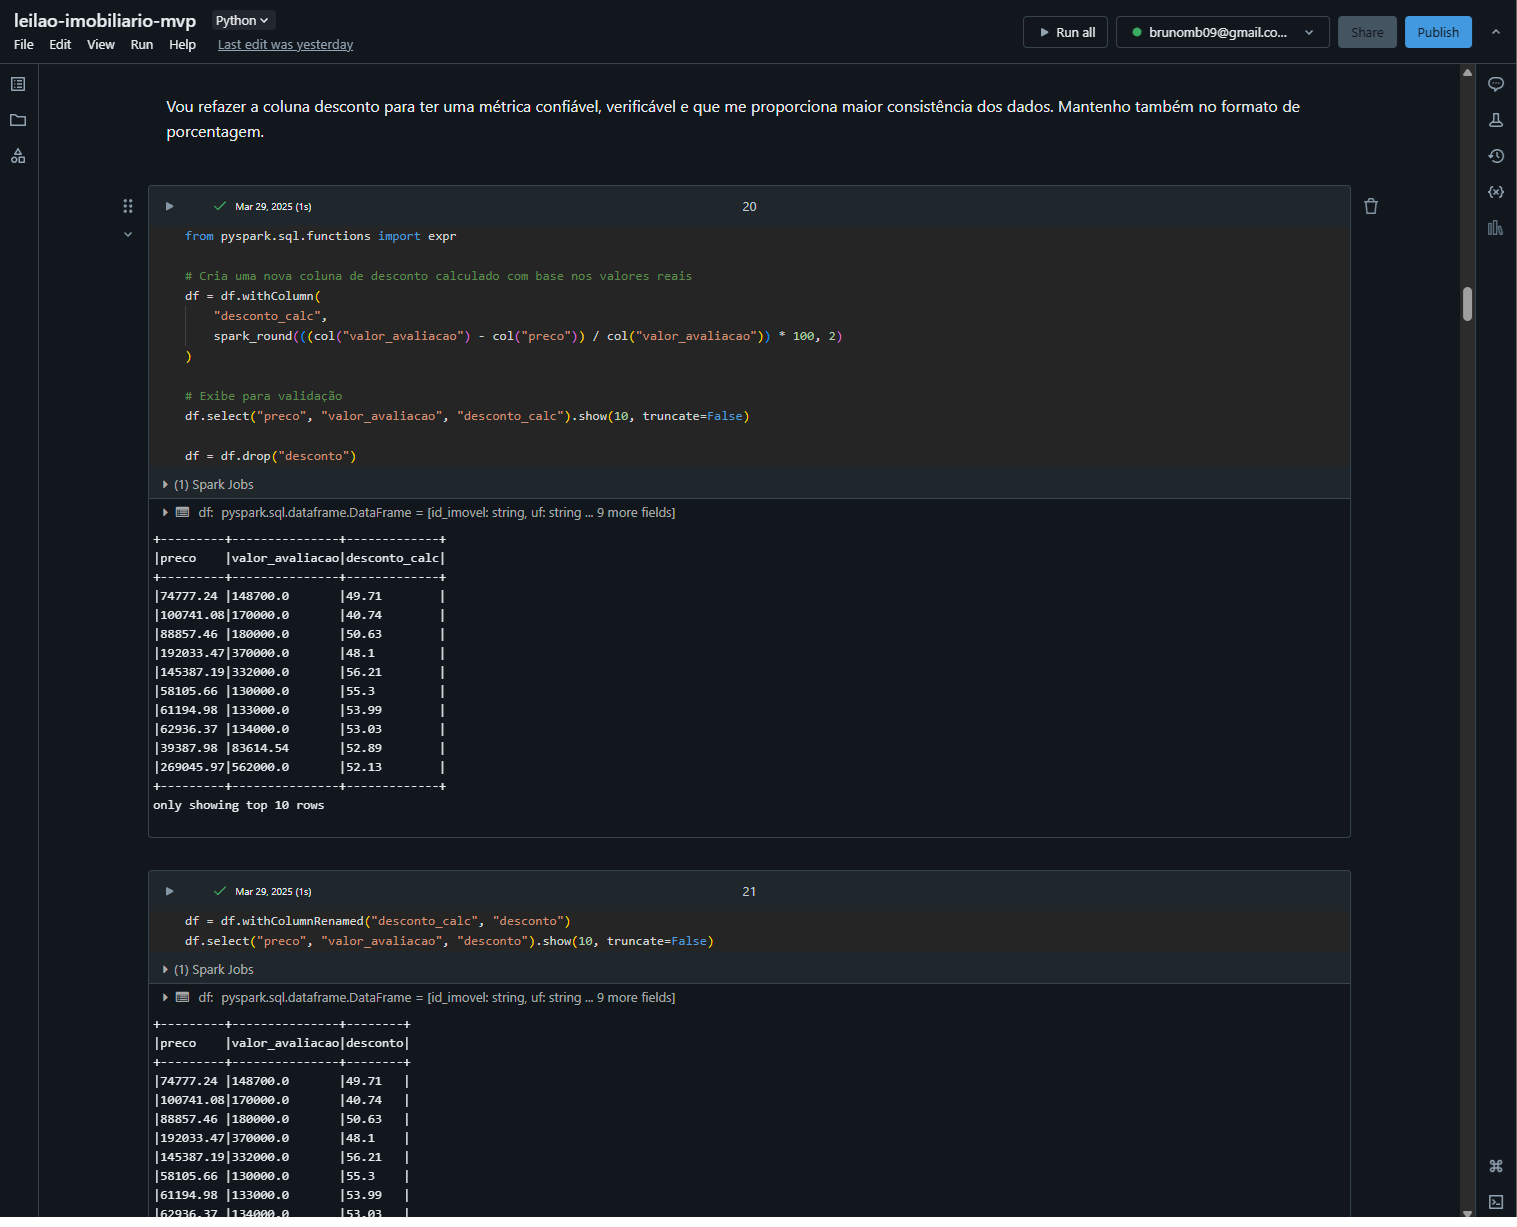 leilao-imobiliario-mvp Python
File Edit View Run Help Last edit was yesterday
Run all brunomb09@gmail.co... Share Publish
Vou refazer a coluna desconto para ter uma métrica confiável, verificável e que me proporciona maior consistência dos dados. Mantenho também no formato de
porcentagem.
Mar 29, 2025 (1s) 20
from pyspark.sql.functions import expr
# Cria uma nova coluna de desconto calculado com base nos valores reais
df = df.withColumn(
"desconto_calc",
spark_round(((col("valor_avaliacao") - col("preco")) / col("valor_avaliacao")) * 100, 2)
)
# Exibe para validação
df.select("preco", "valor_avaliacao", "desconto_calc").show(10, truncate=False)
df = df.drop("desconto")
(1) Spark Jobs
df: pyspark.sql.dataframe.DataFrame = [id_imovel: string, uf: string ... 9 more fields]
+---------+---------------+-------------+
|preco    |valor_avaliacao|desconto_calc|
+---------+---------------+-------------+
|74777.24 |148700.0       |49.71        |
|100741.08|170000.0       |40.74        |
|88857.46 |180000.0       |50.63        |
|192033.47|370000.0       |48.1         |
|145387.19|332000.0       |56.21        |
|58105.66 |130000.0       |55.3         |
|61194.98 |133000.0       |53.99        |
|62936.37 |134000.0       |53.03        |
|39387.98 |83614.54       |52.89        |
|269045.97|562000.0       |52.13        |
+---------+---------------+-------------+
only showing top 10 rows
Mar 29, 2025 (1s) 21
df = df.withColumnRenamed("desconto_calc", "desconto")
df.select("preco", "valor_avaliacao", "desconto").show(10, truncate=False)
(1) Spark Jobs
df: pyspark.sql.dataframe.DataFrame = [id_imovel: string, uf: string ... 9 more fields]
+---------+---------------+--------+
|preco    |valor_avaliacao|desconto|
+---------+---------------+--------+
|74777.24 |148700.0       |49.71   |
|100741.08|170000.0       |40.74   |
|88857.46 |180000.0       |50.63   |
|192033.47|370000.0       |48.1    |
|145387.19|332000.0       |56.21   |
|58105.66 |130000.0       |55.3    |
|61194.98 |133000.0       |53.99   |
|62936.37 |134000.0       |53.03   |